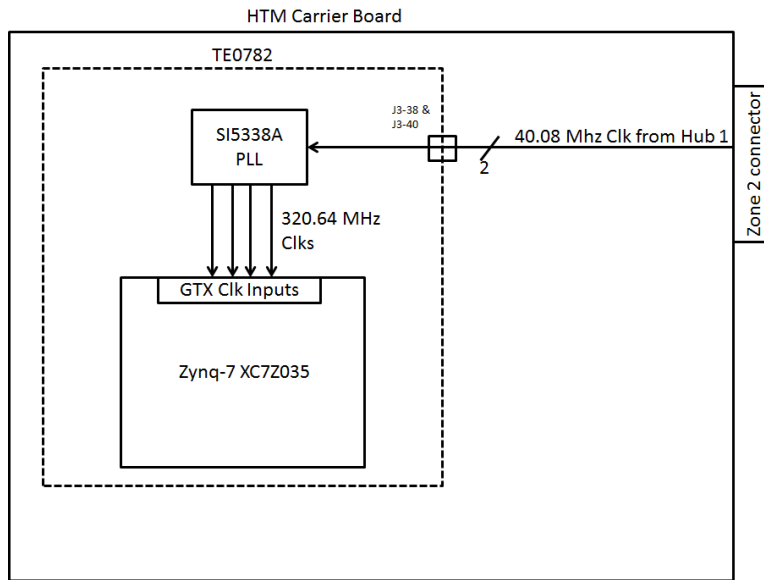 HTM Carrier Board
TE0782
J3-38 &
J3-40
SI5338A
PLL
40.08 Mhz Clk from Hub 1
2
Zone 2 connector
320.64 MHz
Clks
GTX Clk Inputs
Zynq-7 XC7Z035